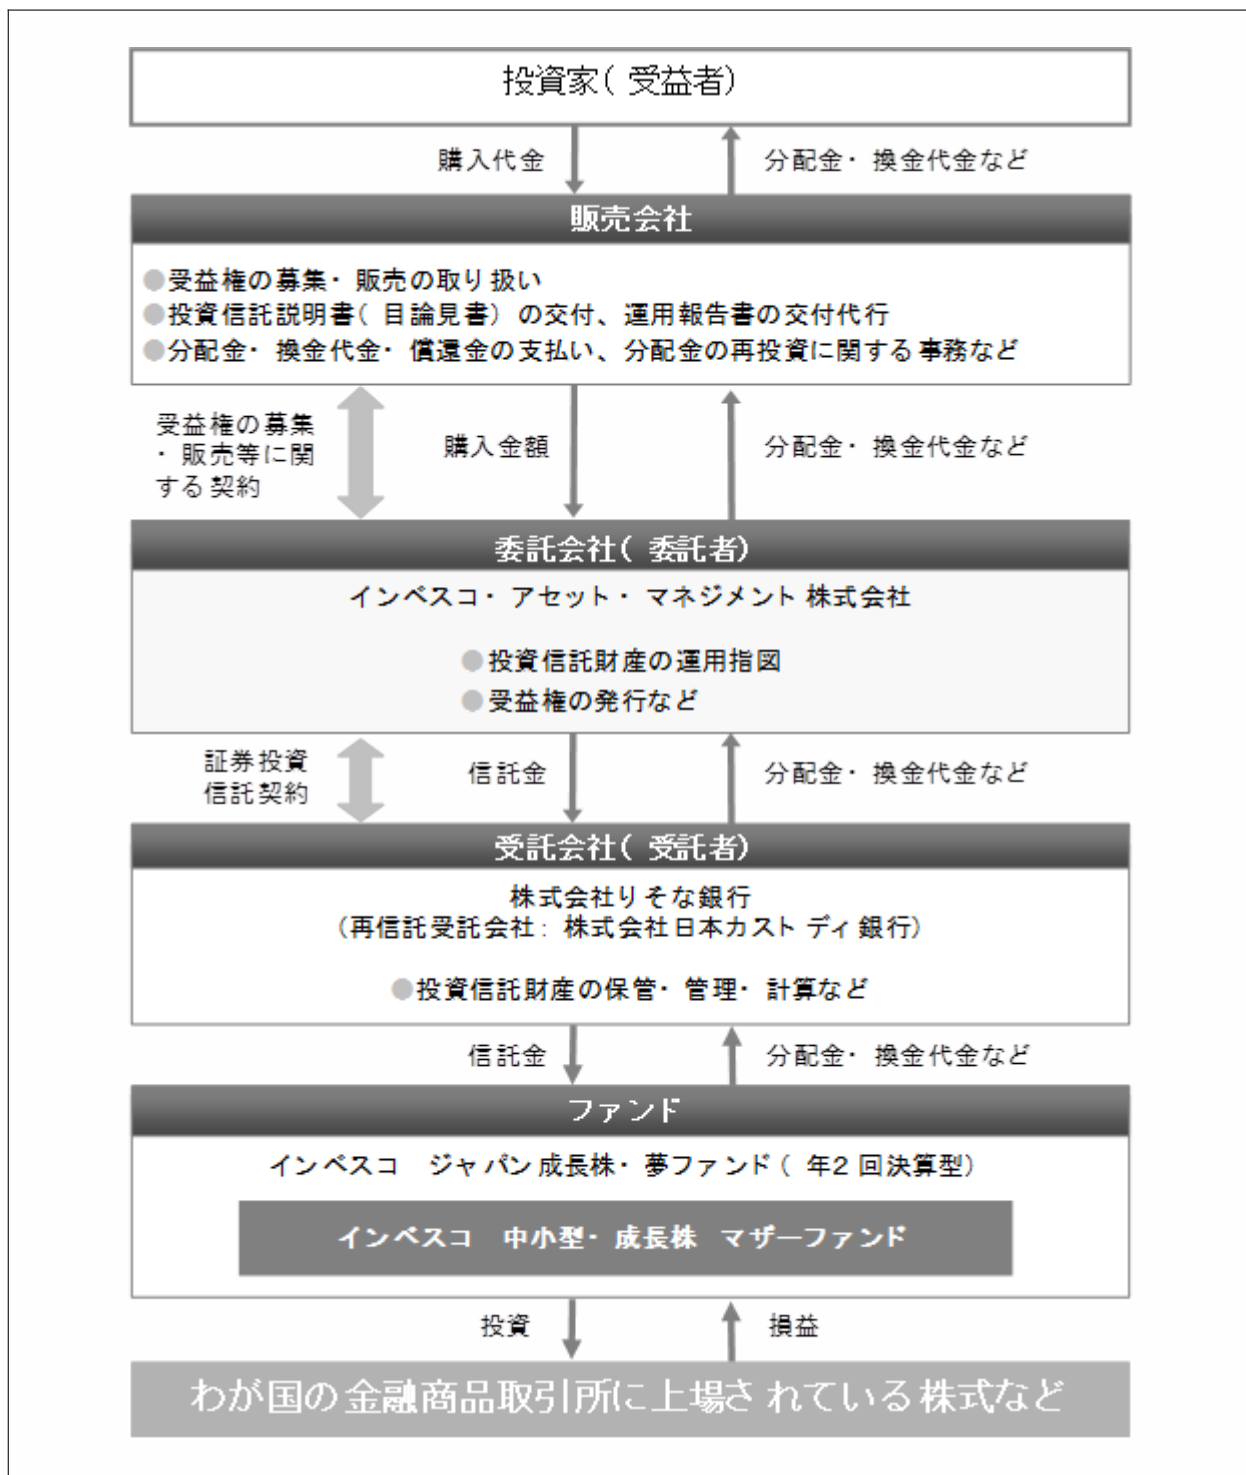 投資家(受益者)
購入代金
分配金・換金代金など
販売会社
●受益権の募集・販売の取り扱い
●投資信託説明書(目論見書)の交付、運用報告書の交付代行
●分配金・換金代金・償還金の支払い、分配金の再投資に関する事務など
受益権の募集
・販売等に関
する契約
購入金額
分配金・換金代金など
委託会社(委託者)
インベスコ・アセット・マネジメント株式会社
●投資信託財産の運用指図
●受益権の発行など
証券投資
信託契約
信託金
分配金・換金代金など
受託会社(受託者)
株式会社りそな銀行
(再信託受託会社:株式会社日本カストディ銀行)
●投資信託財産の保管・管理・計算など
信託金
分配金・換金代金など
ファンド
インベスコ ジャパン成長株・夢ファンド(年2回決算型)
インベスコ 中小型・成長株 マザーファンド
投資
損益
わが国の金融商品取引所に上場されている株式など